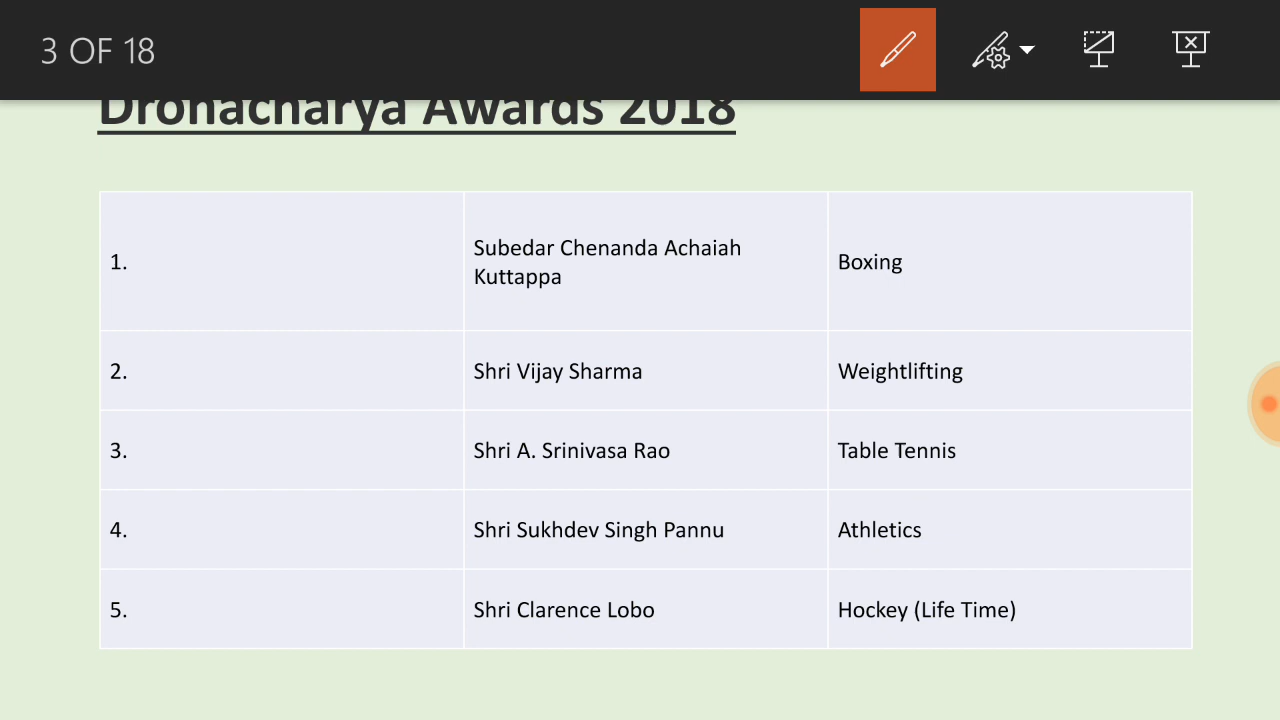 3 OF 18
Dronacharya Awards 2018
1.
Subedar Chenanda Achaiah
Kuttappa
Boxing
2.
Shri Vijay Sharma
Weightlifting
3.
Shri A. Srinivasa Rao
Table Tennis
4.
Shri Sukhdev Singh Pannu
Athletics
5.
Shri Clarence Lobo
Hockey (Life Time)